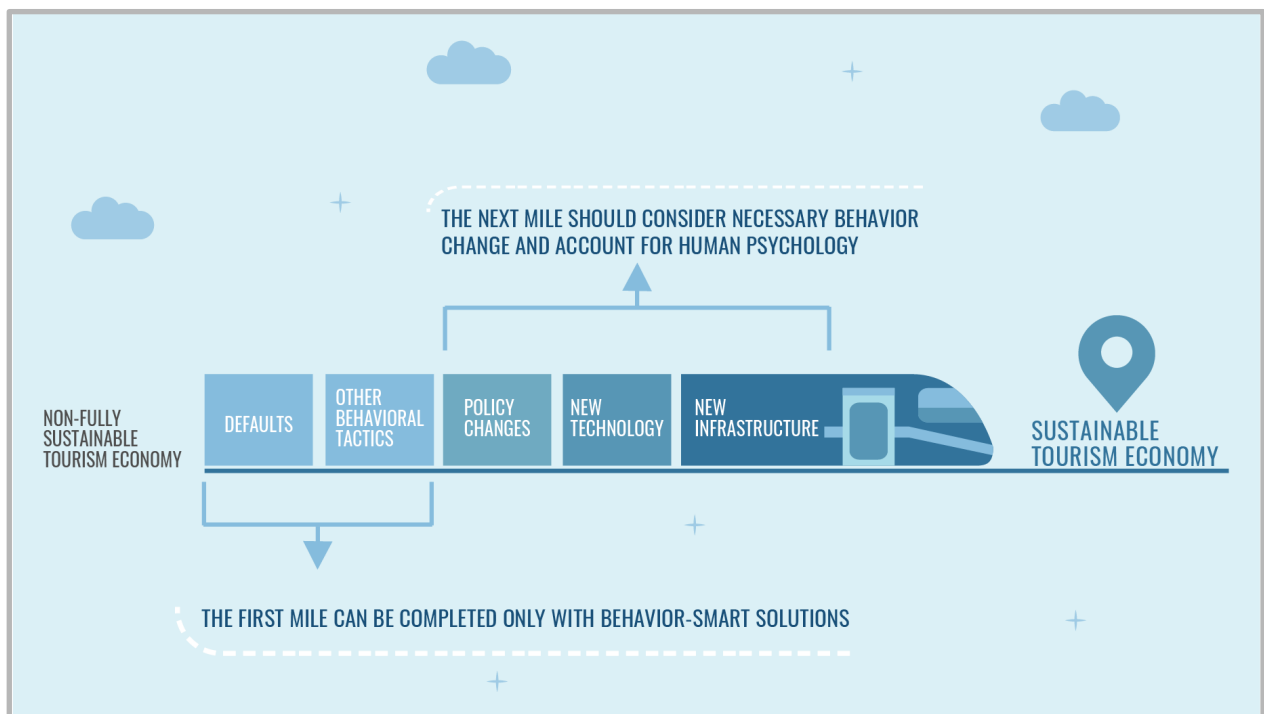 THE NEXT MILE SHOULD CONSIDER NECESSARY BEHAVIOR
CHANGE AND ACCOUNT FOR HUMAN PSYCHOLOGY
NON-FULLY
SUSTAINABLE
TOURISM ECONOMY
DEFAULTS
OTHER
BEHAVIORAL
TACTICS
POLICY
CHANGES
NEW
TECHNOLOGY
NEW
INFRASTRUCTURE
SUSTAINABLE
TOURISM ECONOMY
THE FIRST MILE CAN BE COMPLETED ONLY WITH BEHAVIOR-SMART SOLUTIONS